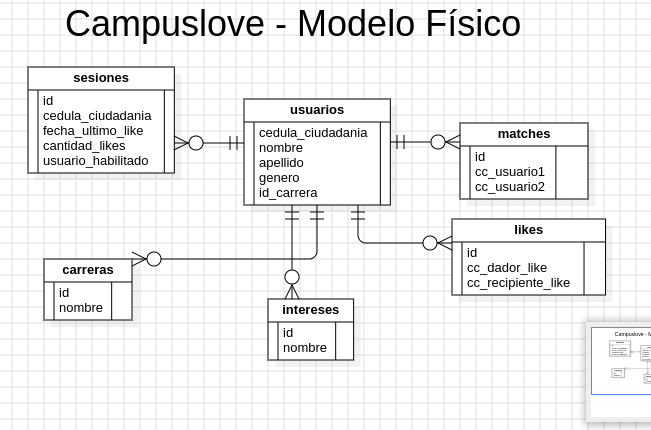 Campuslove - Modelo Físico
sesiones
id
cedula_ciudadania
fecha_ultimo_like
cantidad_likes
usuario_habilitado
usuarios
cedula_ciudadania
nombre
apellido
genero
id_carrera
matches
id
cc_usuario1
cc_usuario2
likes
id
cc_dador_like
cc_recipiente_like
carreras
id
nombre
intereses
id
nombre
Campuslove - M